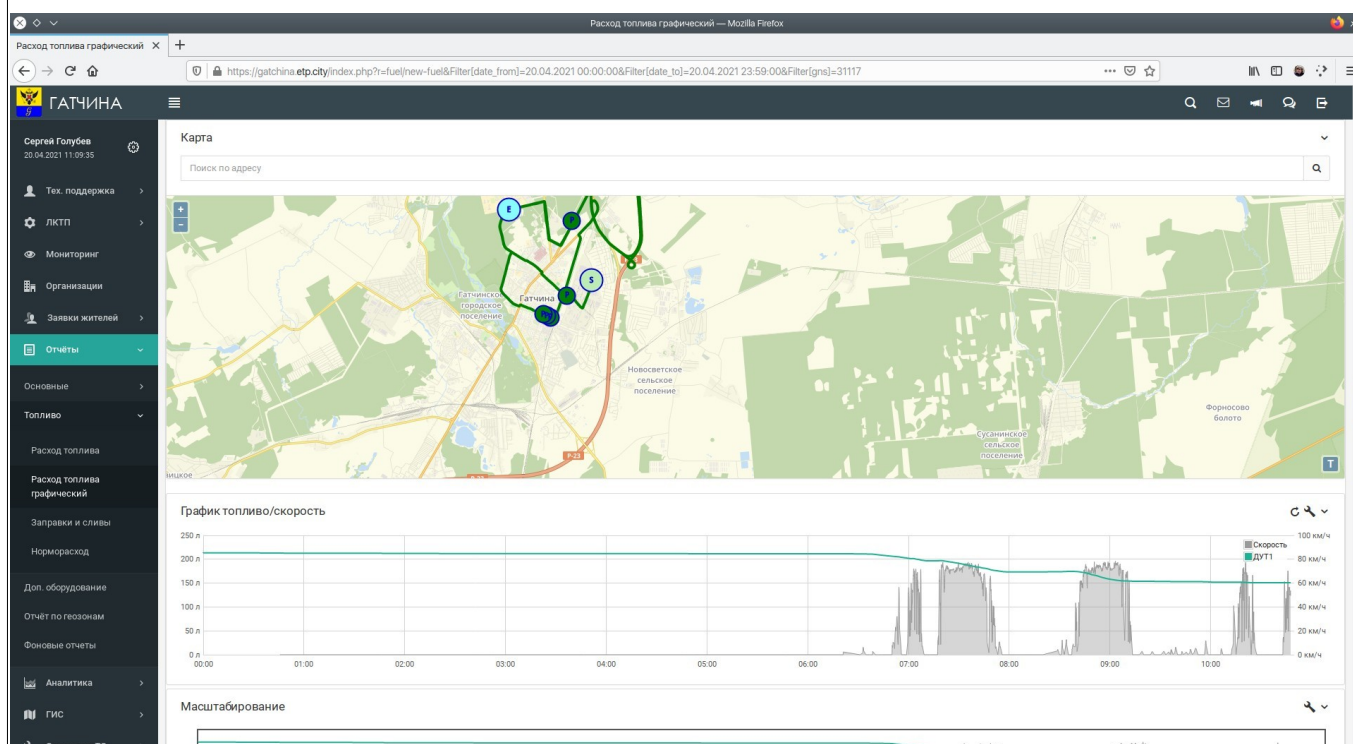 Расход топлива графический — Mozilla Firefox
Расход топлива графический
https://gatchina.etp.city/index.php?r=fuel/new-fuel&Filter[date_from]=20.04.2021 00:00:00&Filter[date_to]=20.04.2021 23:59:00&Filter[gns]=31117
ГАТЧИНА
Сергей Голубев
20.04.2021 11:09:35
Тех. поддержка
ЛКТП
Мониторинг
Организации
Заявки жителей
Отчёты
Основные
Топливо
Расход топлива
Расход топлива
графический
Заправки и сливы
Норморасход
Доп. оборудование
Отчёт по геозонам
Фоновые отчеты
Аналитика
ГИС
Карта
Поиск по адресу
+
-
E
P
S
P
Гатчинское
городское
поселение
Гатчина
Новосветское
сельское
поселение
Р-23
Сусанинское
сельское
поселение
Форносово
болото
T
График топливо/скорость
250 л
200 л
150 л
100 л
50 л
0 л
100 км/ч
80 км/ч
60 км/ч
40 км/ч
20 км/ч
0 км/ч
Скорость
ДУТ1
00:00
01:00
02:00
03:00
04:00
05:00
06:00
07:00
08:00
09:00
10:00
Масштабирование